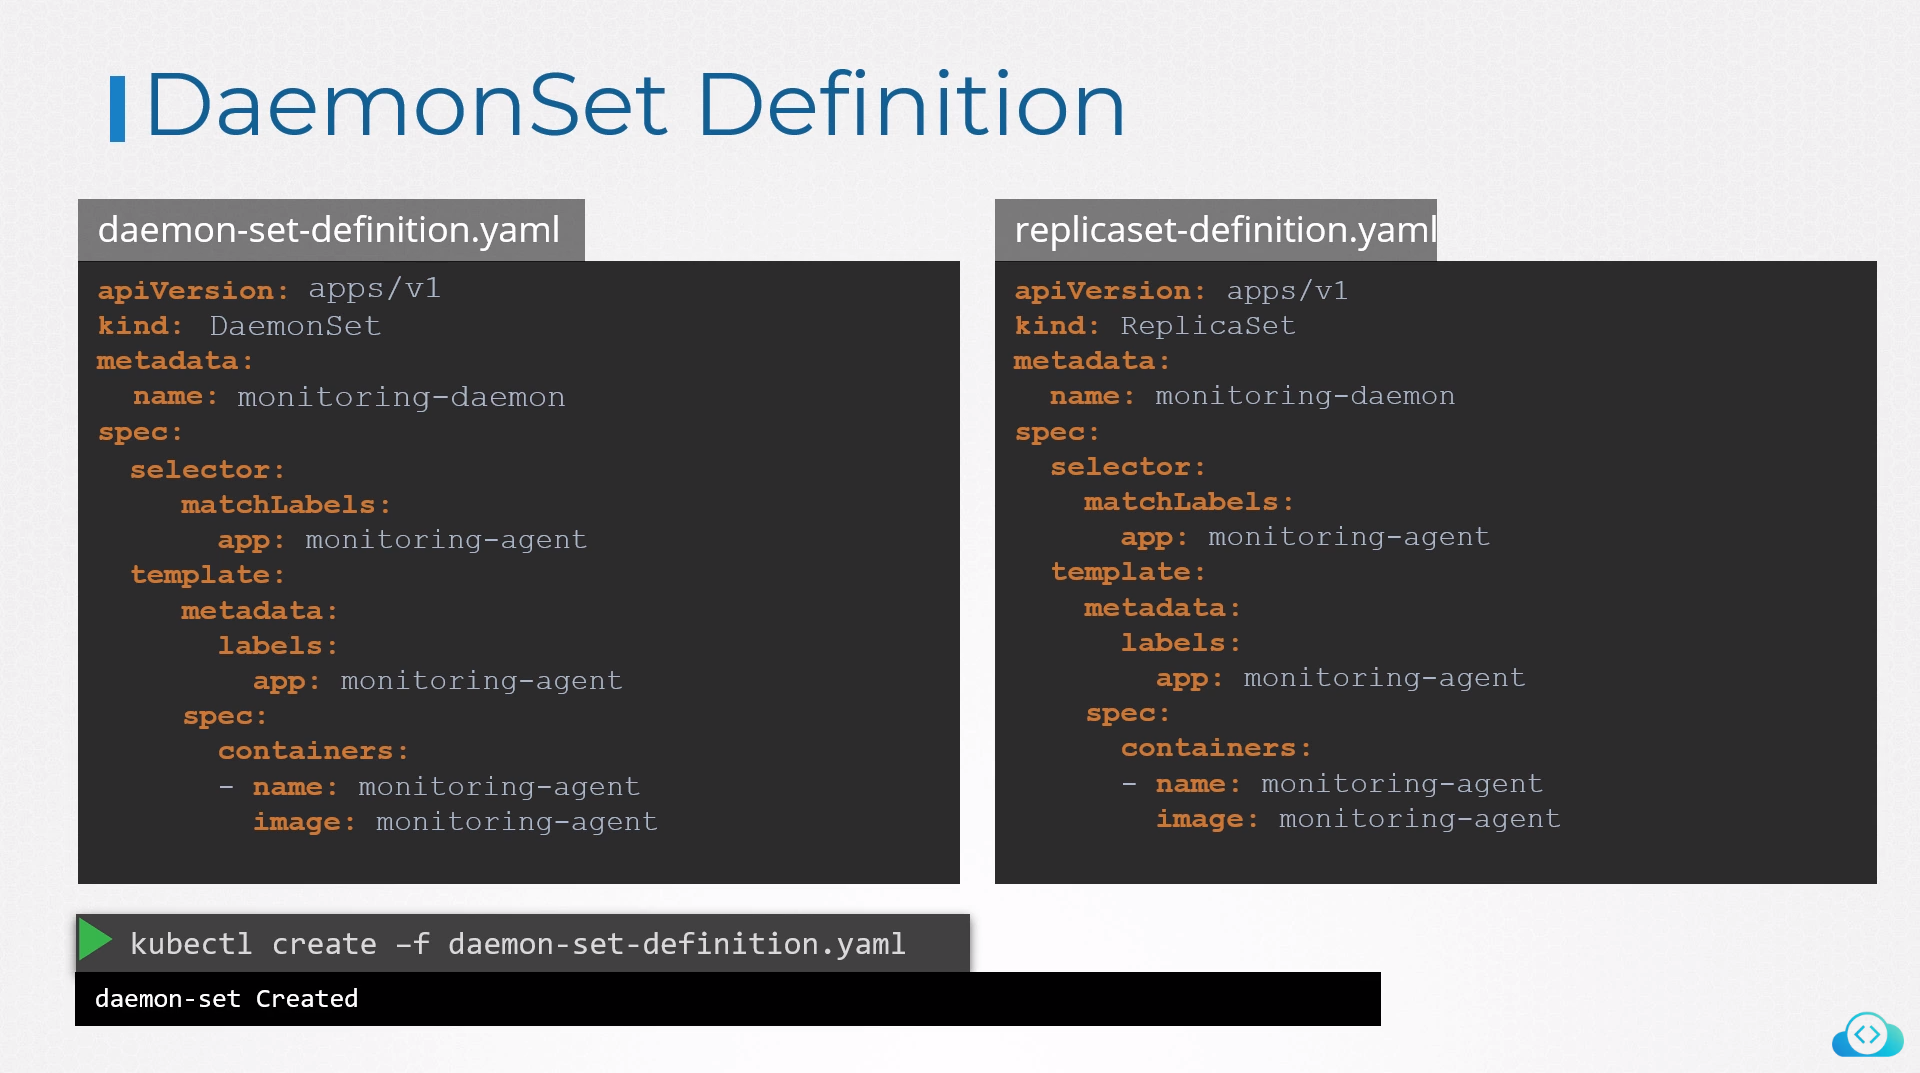 DaemonSet Definition
daemon-set-definition.yaml
apiVersion: apps/v1
kind: DaemonSet
metadata:
  name: monitoring-daemon
spec:
  selector:
    matchLabels:
      app: monitoring-agent
  template:
    metadata:
      labels:
        app: monitoring-agent
    spec:
      containers:
      - name: monitoring-agent
        image: monitoring-agent
replicaset-definition.yaml
apiVersion: apps/v1
kind: ReplicaSet
metadata:
  name: monitoring-daemon
spec:
  selector:
    matchLabels:
      app: monitoring-agent
  template:
    metadata:
      labels:
        app: monitoring-agent
    spec:
      containers:
      - name: monitoring-agent
        image: monitoring-agent
kubectl create –f daemon-set-definition.yaml
daemon-set Created